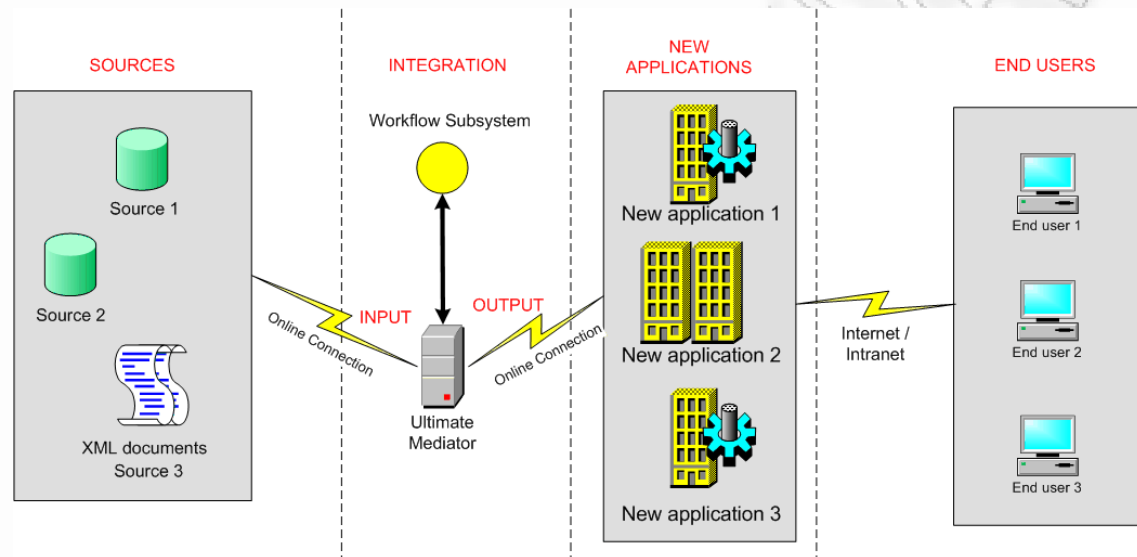 SOURCES
Source 1
Source 2
XML documents
Source 3
INTEGRATION
Workflow Subsystem
INPUT
OUTPUT
Online Connection
Online Connection
Ultimate
Mediator
NEW
APPLICATIONS
New application 1
New application 2
New application 3
Internet /
Intranet
END USERS
End user 1
End user 2
End user 3